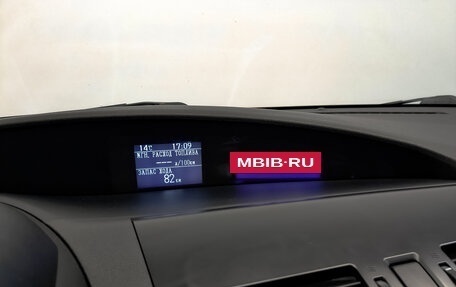 14°C 17:09
МГН. РАСХОД ТОПЛИВА
--- л/100км
ЗАПАС ХОДА
82 км
MBIB-RU